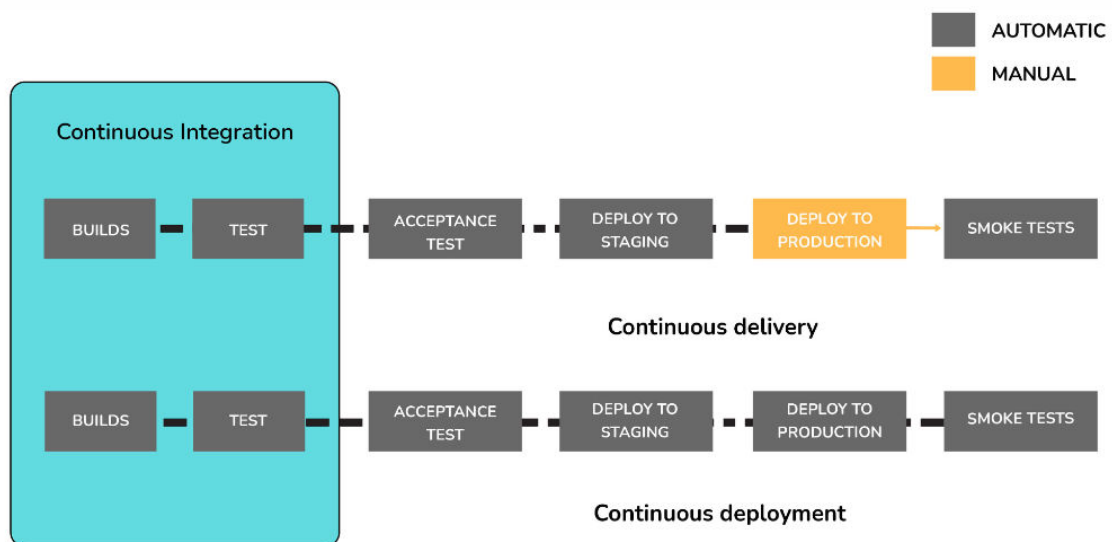 AUTOMATIC
MANUAL
Continuous Integration
BUILDS
TEST
ACCEPTANCE
TEST
DEPLOY TO
STAGING
DEPLOY TO
PRODUCTION
SMOKE TESTS
Continuous delivery
BUILDS
TEST
ACCEPTANCE
TEST
DEPLOY TO
STAGING
DEPLOY TO
PRODUCTION
SMOKE TESTS
Continuous deployment